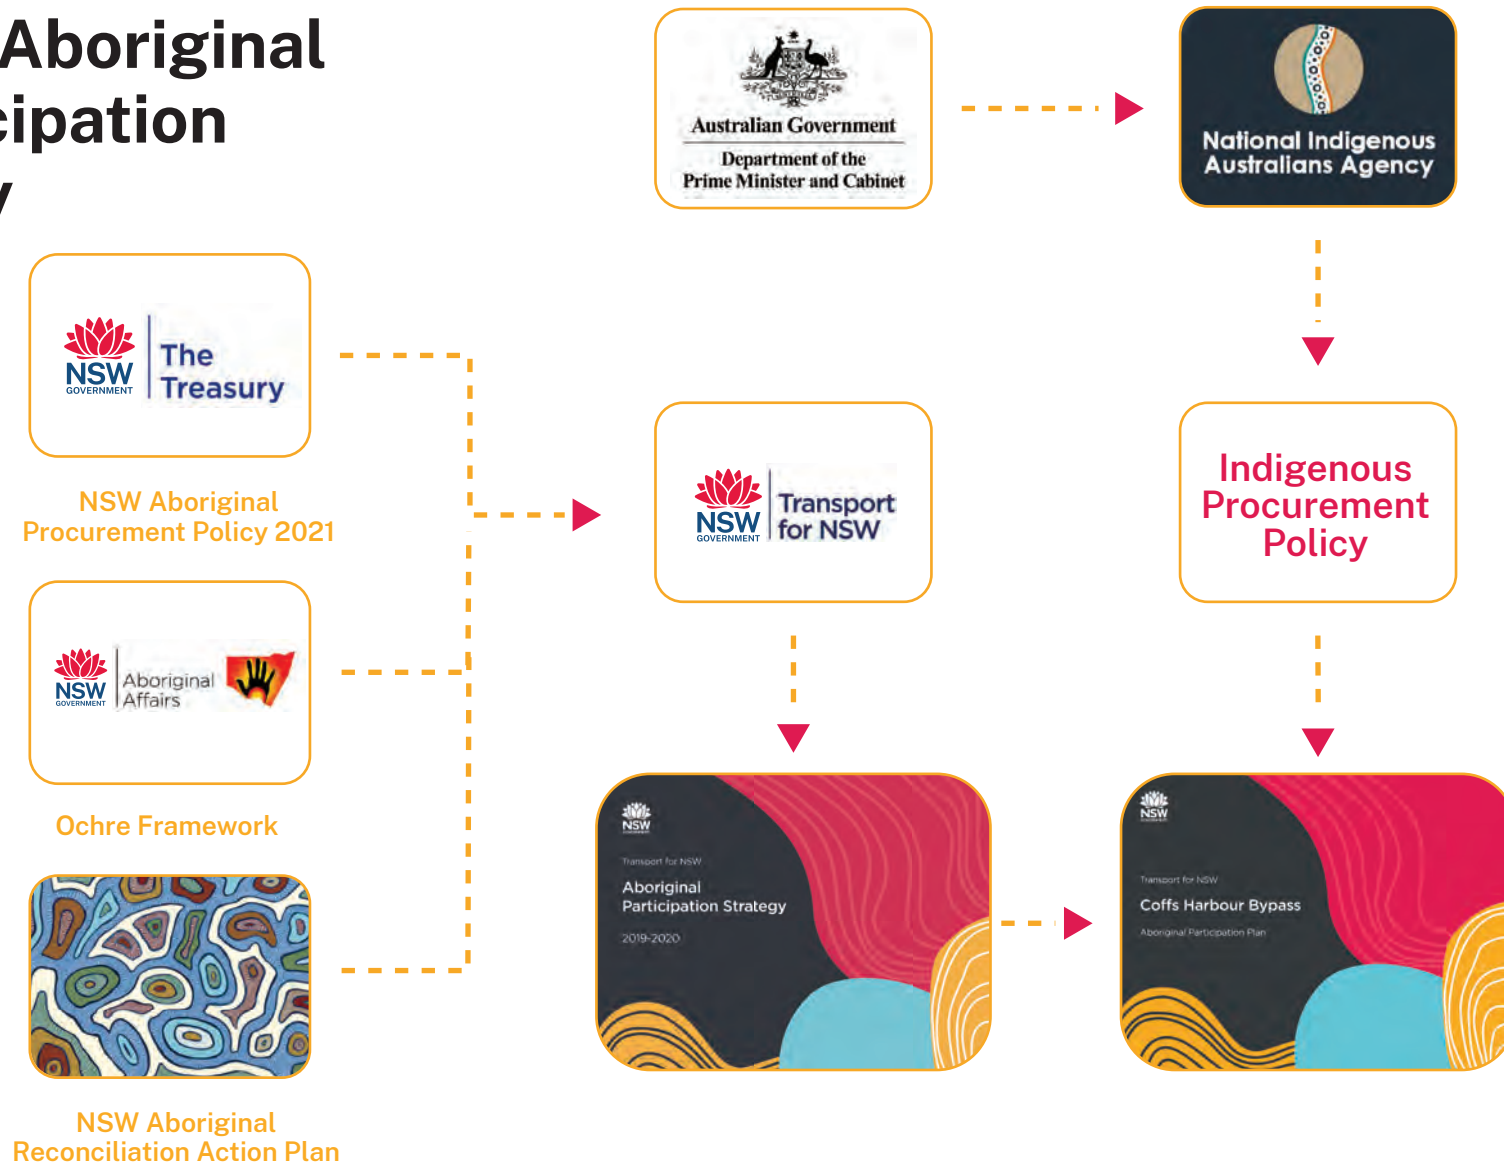 Aboriginal
cipation
y
Australian Government
Department of the
Prime Minister and Cabinet
National Indigenous
Australians Agency
NSW
GOVERNMENT
The
Treasury
NSW Aboriginal
Procurement Policy 2021
NSW
GOVERNMENT
Transport
for NSW
Indigenous
Procurement
Policy
NSW
GOVERNMENT
Aboriginal
Affairs
Ochre Framework
NSW
Transport for NSW
Aboriginal
Participation Strategy
2019-2020
NSW
Transport for NSW
Coffs Harbour Bypass
Aboriginal Participation Plan
NSW Aboriginal
Reconciliation Action Plan